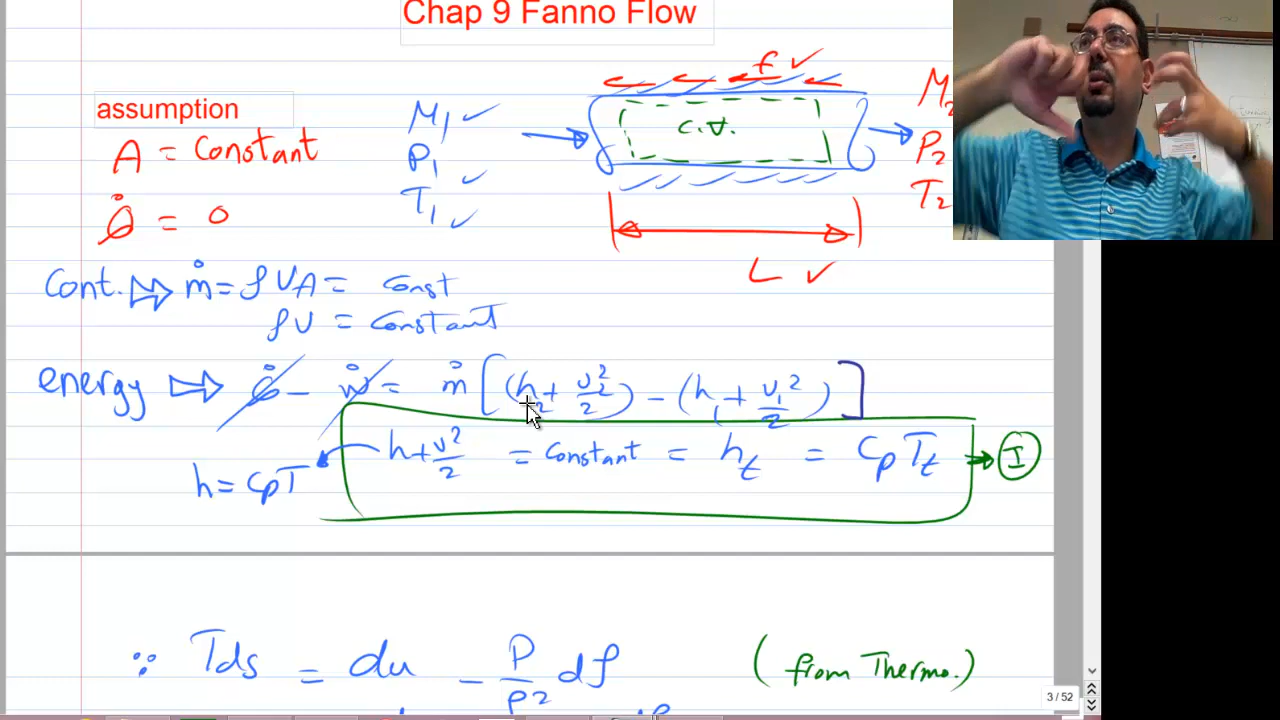 Chap 9 Fanno Flow
assumption
A = Constant
Q̇ = 0
M₁ ✓
P₁ ✓
T₁ ✓
f ✓
C.V.
L ✓
M₂
P₂
T₂
Cont. ⇒ ṁ = ρVA = const
ρV = constant
energy ⇒ Q̇ - ẇ = ṁ [(h₂ + v₂²/2) - (h₁ + v₁²/2)]
h + v²/2 = constant = hₜ = CpTₜ → I
h = CpT
∵ Tds = du - P/ρ² dρ (from Thermo.)
3 / 52